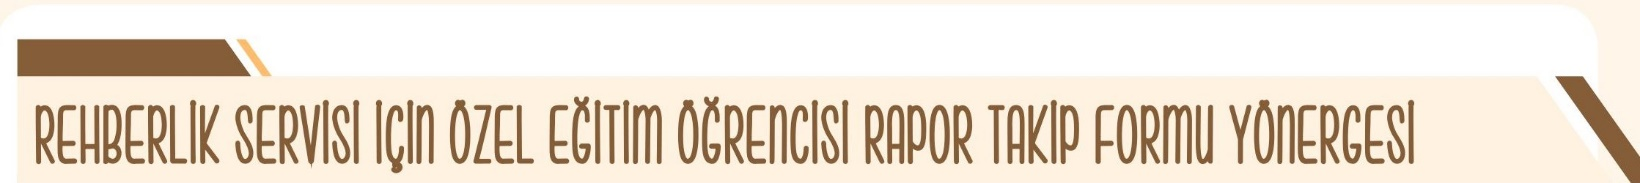 REHBERLİK SERVİSİ İÇİN ÖZEL EĞİTİM ÖĞRENCİSİ RAPOR TAKİP FORMU YÖNERGESİ